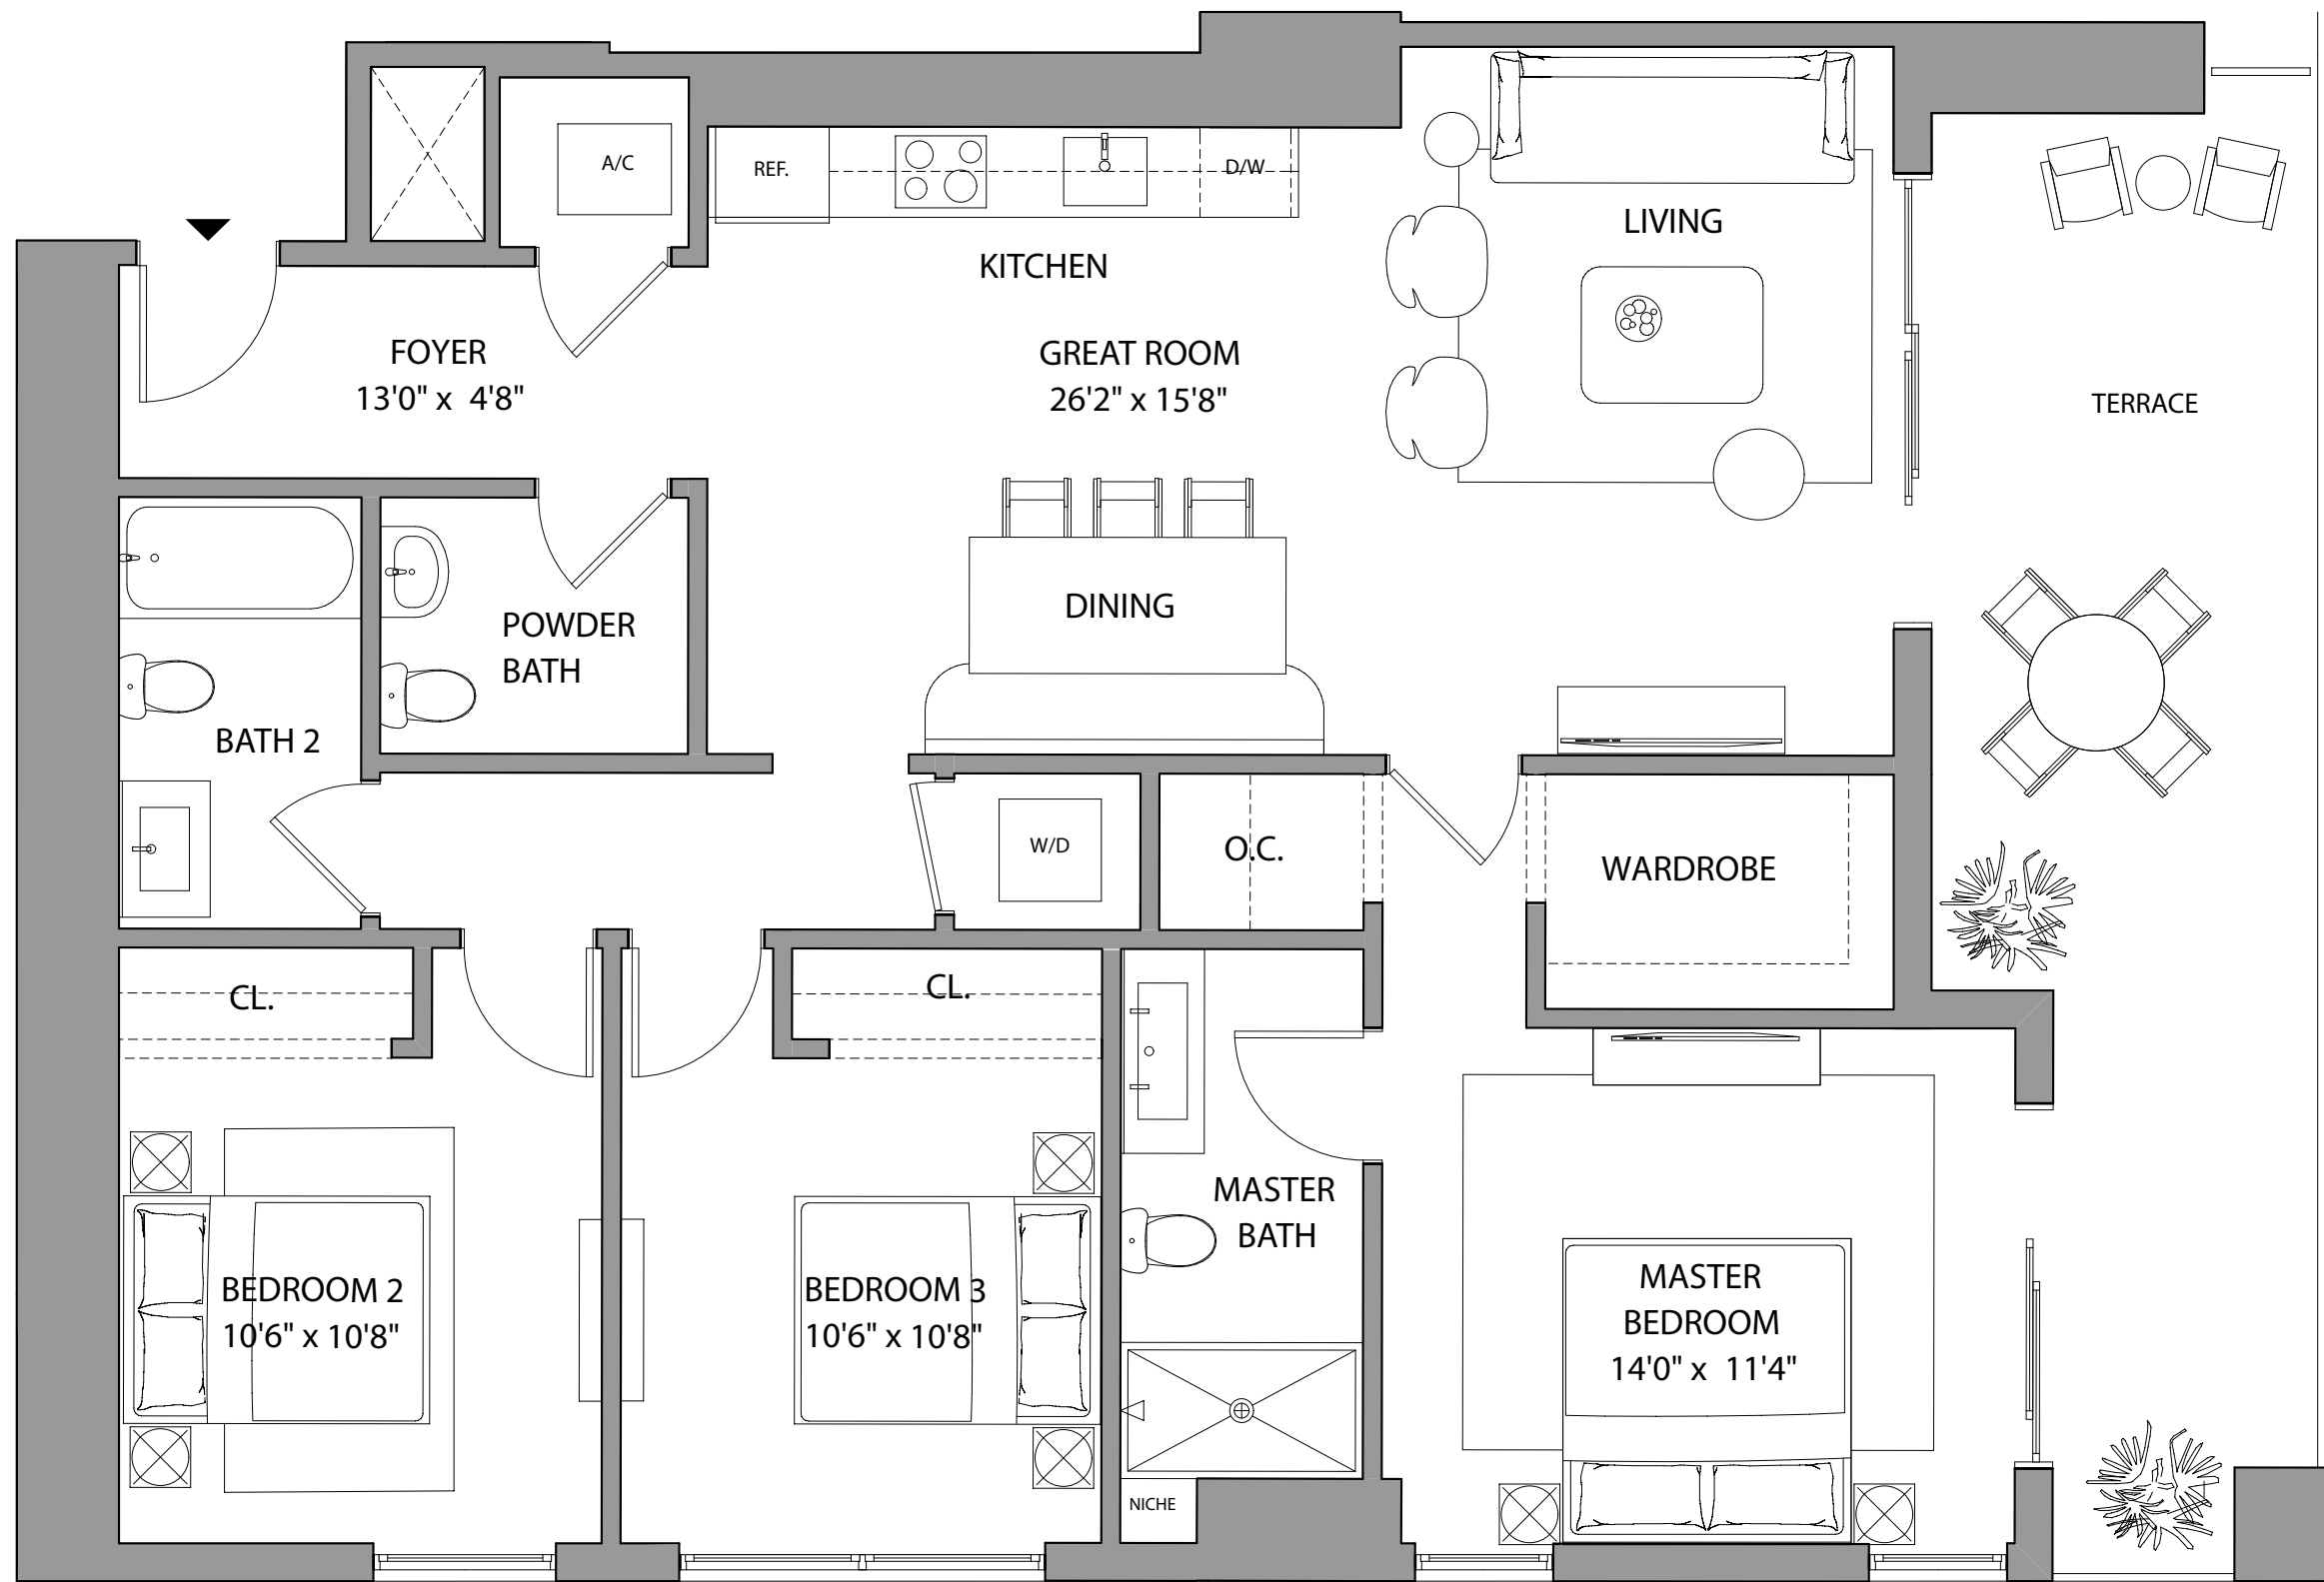 A/C
REF.
D/W
LIVING
KITCHEN
FOYER
13'0" x 4'8"
GREAT ROOM
26'2" x 15'8"
TERRACE
POWDER
BATH
DINING
BATH 2
W/D
O.C.
WARDROBE
CL.
CL.
MASTER
BATH
BEDROOM 2
10'6" x 10'8"
BEDROOM 3
10'6" x 10'8"
MASTER
BEDROOM
14'0" x 11'4"
NICHE